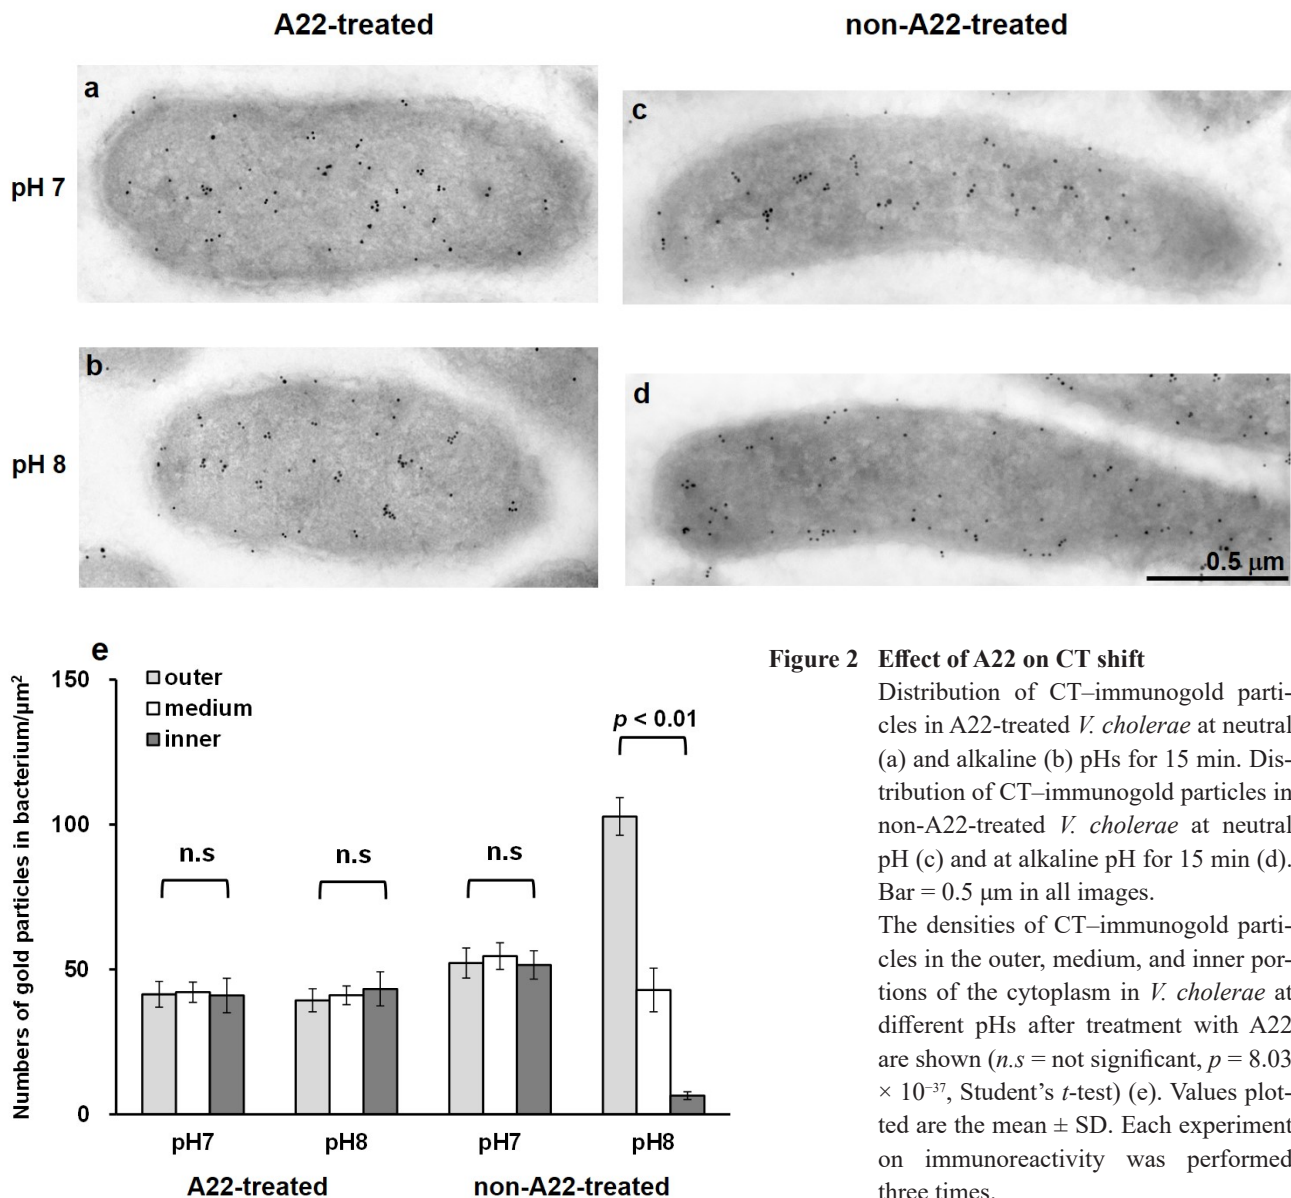 A22-treated
non-A22-treated
a
c
pH 7
b
d
pH 8
0.5 μm
e
150
100
50
0
Numbers of gold particles in bacterium/μm²
outer
medium
inner
n.s
n.s
n.s
p < 0.01
pH7
pH8
pH7
pH8
A22-treated
non-A22-treated
Figure 2 Effect of A22 on CT shift
Distribution of CT–immunogold parti-
cles in A22-treated V. cholerae at neutral
(a) and alkaline (b) pHs for 15 min. Dis-
tribution of CT–immunogold particles in
non-A22-treated V. cholerae at neutral
pH (c) and at alkaline pH for 15 min (d).
Bar = 0.5 μm in all images.
The densities of CT–immunogold parti-
cles in the outer, medium, and inner por-
tions of the cytoplasm in V. cholerae at
different pHs after treatment with A22
are shown (n.s = not significant, p = 8.03
× 10⁻³⁷, Student’s t-test) (e). Values plot-
ted are the mean ± SD. Each experiment
on immunoreactivity was performed
three times.